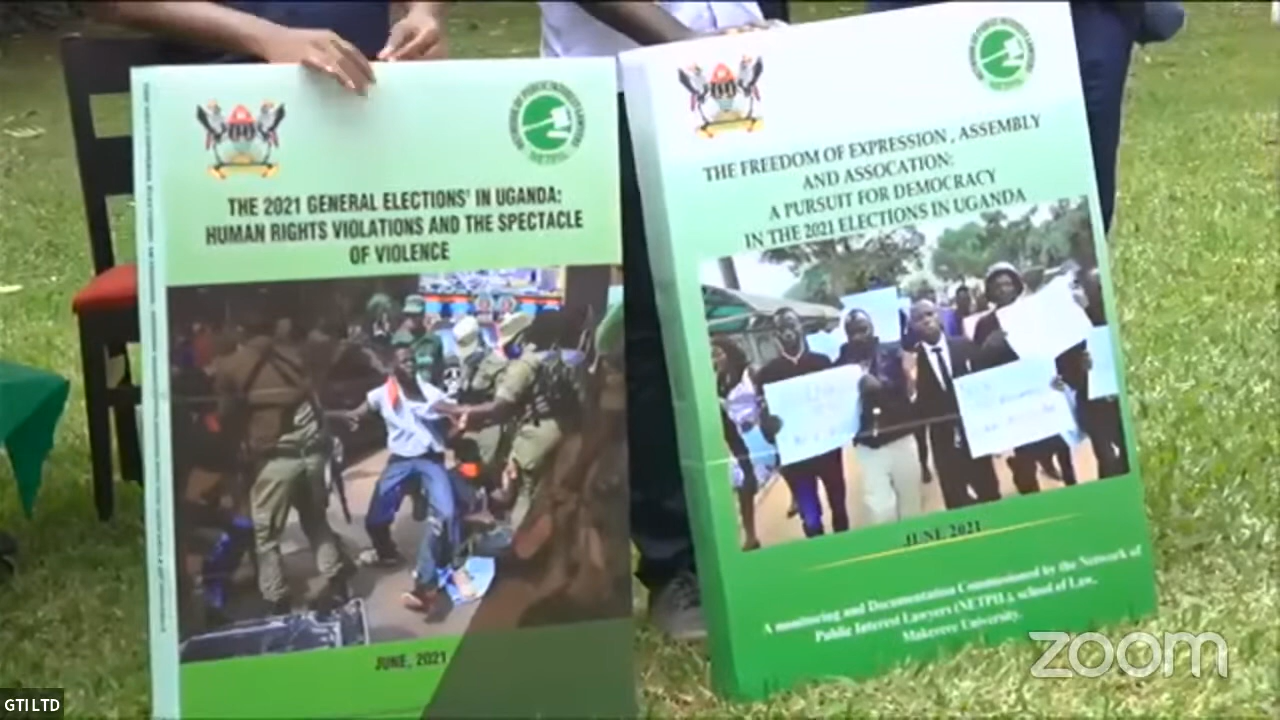 THE 2021 GENERAL ELECTIONS' IN UGANDA:
HUMAN RIGHTS VIOLATIONS AND THE SPECTACLE
OF VIOLENCE
JUNE, 2021
THE FREEDOM OF EXPRESSION , ASSEMBLY
AND ASSOCATION:
A PURSUIT FOR DEMOCRACY
IN THE 2021 ELECTIONS IN UGANDA
JUNE, 2021
A monitoring and Documentation Commissioned by the Network of
Public Interest Lawyers (NETPIL), school of Law,
Makerere University.
zoom
GTI LTD